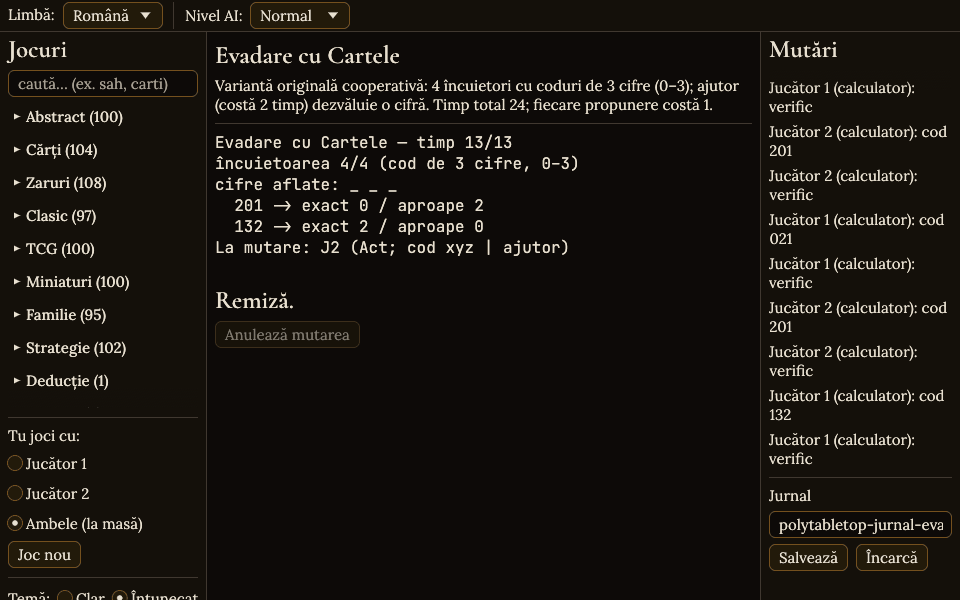 Limbă: Română ▼ Nivel AI: Normal ▼
Jocuri
caută... (ex. sah, carti)
▸ Abstract (100)
▸ Cărți (104)
▸ Zaruri (108)
▸ Clasic (97)
▸ TCG (100)
▸ Miniaturi (100)
▸ Familie (95)
▸ Strategie (102)
▸ Deducție (1)
Tu joci cu:
Jucător 1
Jucător 2
Ambele (la masă)
Joc nou
Temă: Clar Întunecat
Evadare cu Cartele
Variantă originală cooperativă: 4 încuietori cu coduri de 3 cifre (0–3); ajutor
(costă 2 timp) dezvăluie o cifră. Timp total 24; fiecare propunere costă 1.
Evadare cu Cartele — timp 13/13
încuietoarea 4/4 (cod de 3 cifre, 0-3)
cifre aflate: _ _ _
201 → exact 0 / aproape 2
132 → exact 2 / aproape 0
La mutare: J2 (Act; cod xyz | ajutor)
Remiză.
Anulează mutarea
Mutări
Jucător 1 (calculator):
verific
Jucător 2 (calculator): cod
201
Jucător 2 (calculator):
verific
Jucător 1 (calculator): cod
021
Jucător 1 (calculator):
verific
Jucător 2 (calculator): cod
201
Jucător 2 (calculator):
verific
Jucător 1 (calculator): cod
132
Jucător 1 (calculator):
verific
Jurnal
polytabletop-jurnal-eva
Salvează Încarcă